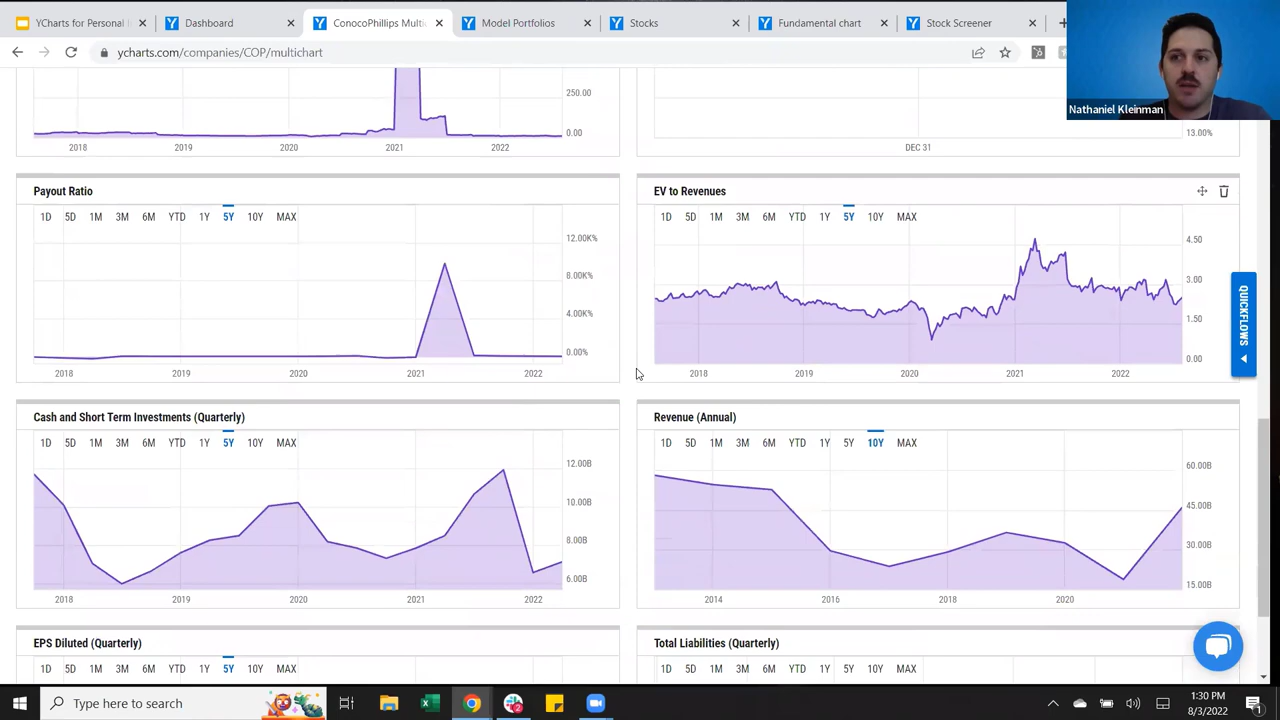 YCharts for Personal
Dashboard
ConocoPhillips Multi
Model Portfolios
Stocks
Fundamental chart
Stock Screener
ycharts.com/companies/COP/multichart
Nathaniel Kleinman
250.00
0.00
2018 2019 2020 2021 2022
13.00%
DEC 31
Payout Ratio
1D 5D 1M 3M 6M YTD 1Y 5Y 10Y MAX
12.00K%
8.00K%
4.00K%
0.00%
2018 2019 2020 2021 2022
EV to Revenues
1D 5D 1M 3M 6M YTD 1Y 5Y 10Y MAX
4.50
3.00
1.50
0.00
2018 2019 2020 2021 2022
QUICKFLOWS
Cash and Short Term Investments (Quarterly)
1D 5D 1M 3M 6M YTD 1Y 5Y 10Y MAX
12.00B
10.00B
8.00B
6.00B
2018 2019 2020 2021 2022
Revenue (Annual)
1D 5D 1M 3M 6M YTD 1Y 5Y 10Y MAX
60.00B
45.00B
30.00B
15.00B
2014 2016 2018 2020
EPS Diluted (Quarterly)
1D 5D 1M 3M 6M YTD 1Y 5Y 10Y MAX
Total Liabilities (Quarterly)
1D 5D 1M 3M 6M YTD 1Y 5Y 10Y MAX
Type here to search
1:30 PM
8/3/2022